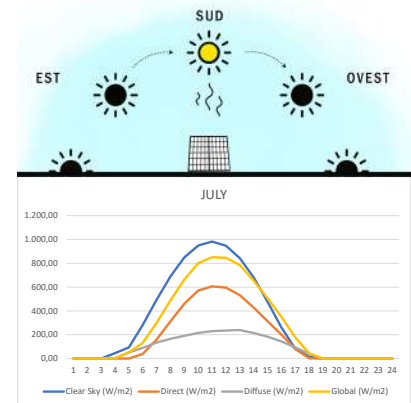 SUD
EST
OVEST
JULY
1.200,00
1.000,00
800,00
600,00
400,00
200,00
0,00
1 2 3 4 5 6 7 8 9 10 11 12 13 14 15 16 17 18 19 20 21 22 23 24
Clear Sky (W/m2) Direct (W/m2) Diffuse (W/m2) Global (W/m2)